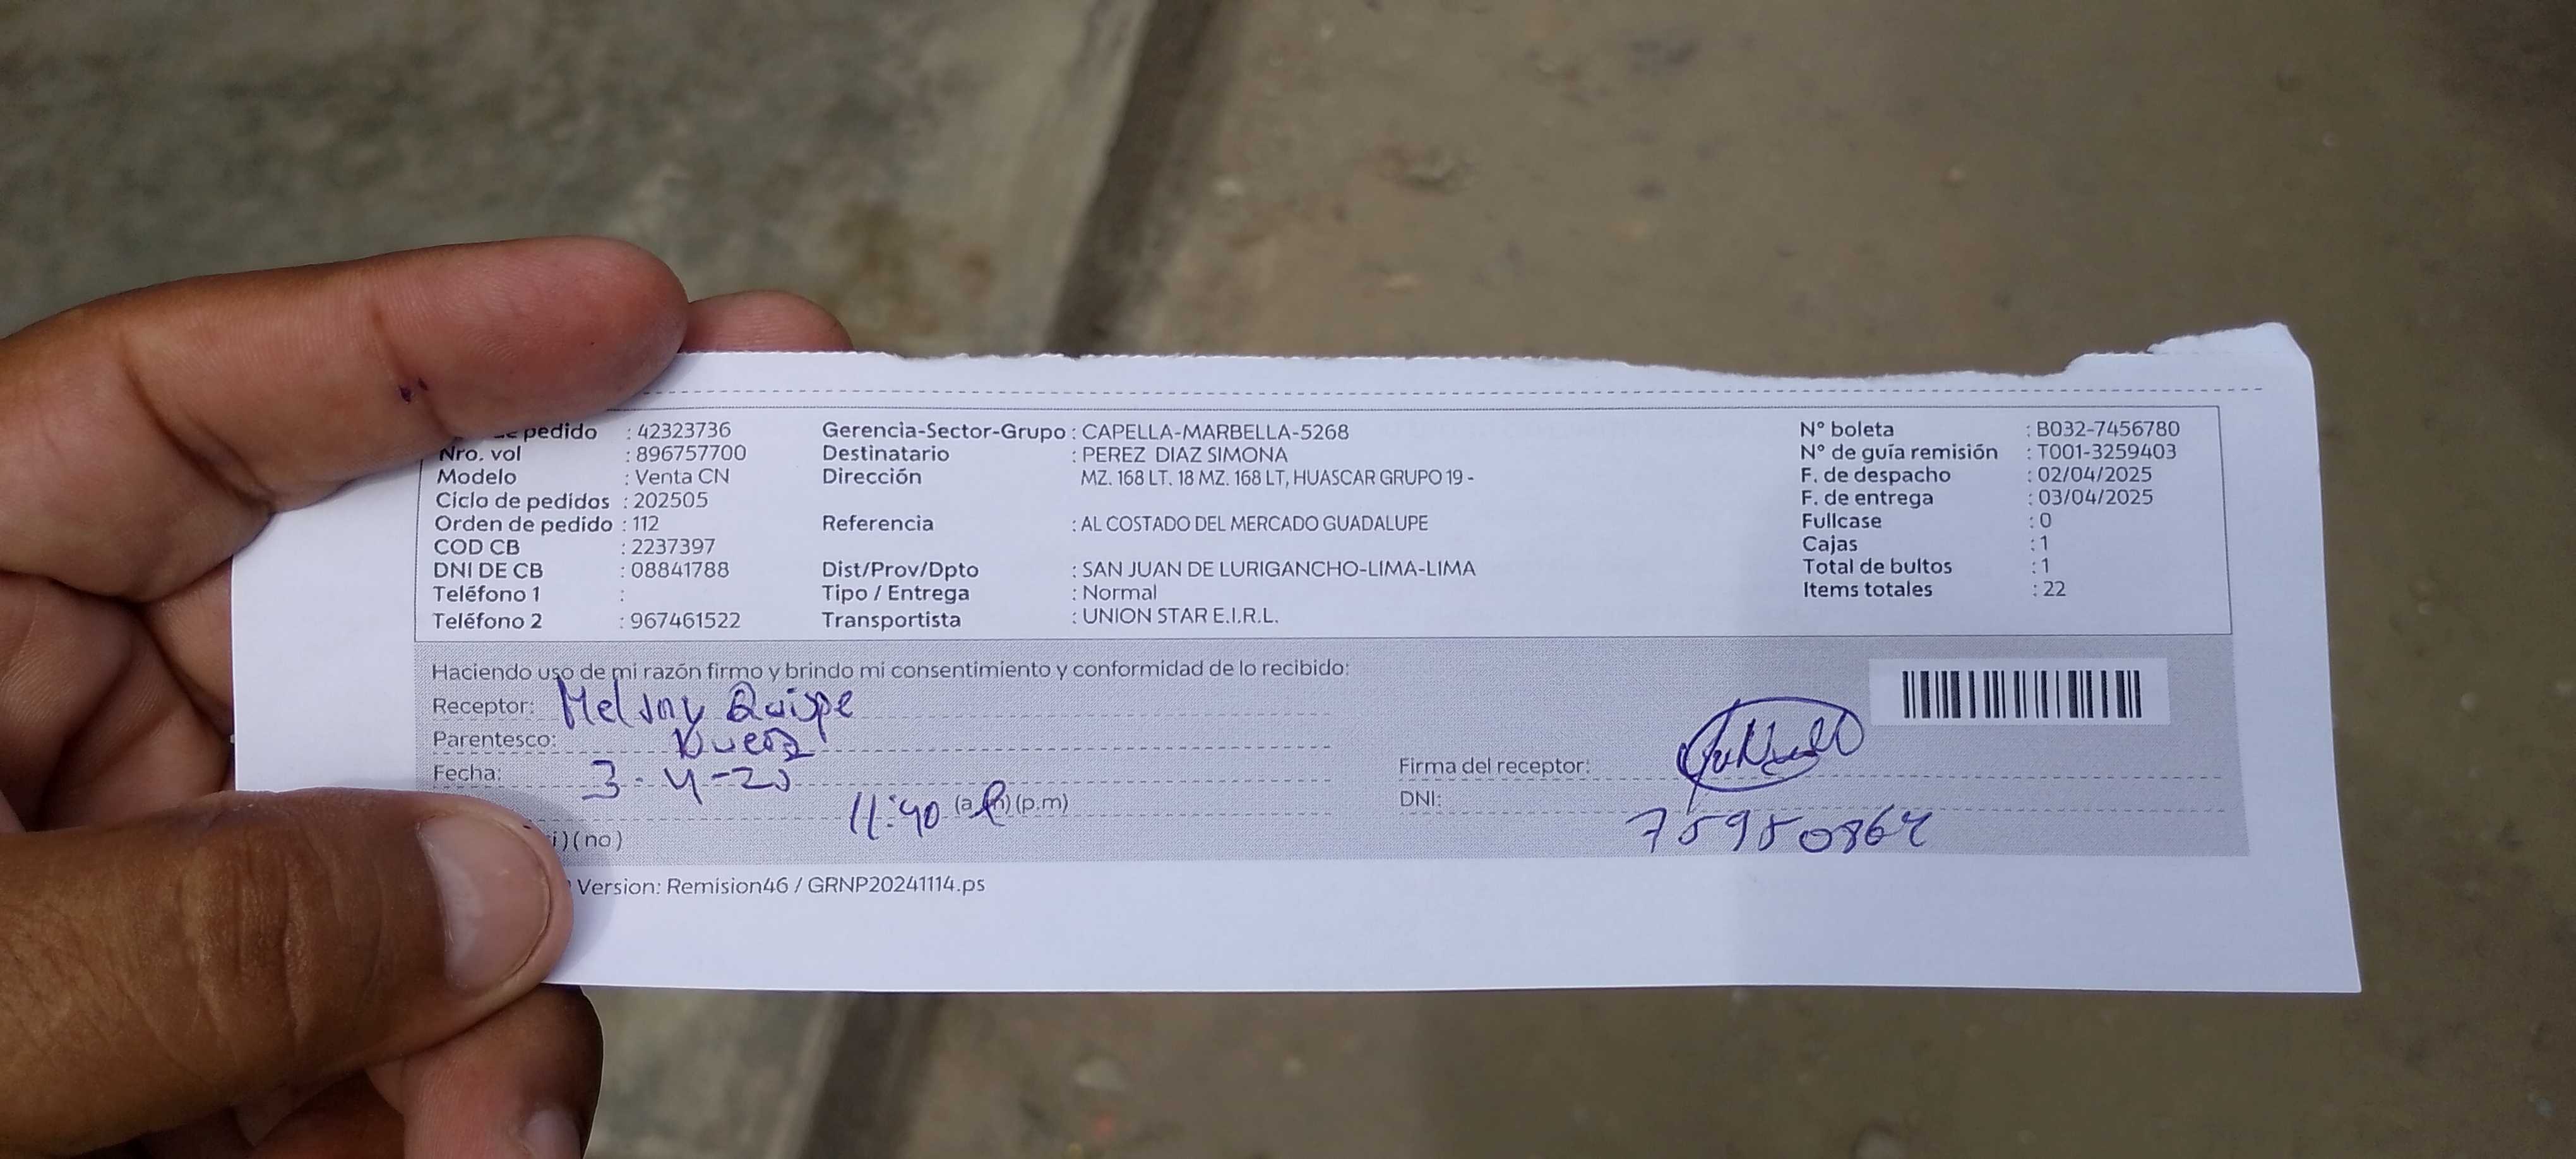 de pedido : 42323736 Gerencia-Sector-Grupo : CAPELLA-MARBELLA-5268 N° boleta : B032-7456780
Nro. vol : 896757700 Destinatario : PEREZ DIAZ SIMONA N° de guía remisión : T001-3259403
Modelo : Venta CN Dirección MZ. 168 LT. 18 MZ. 168 LT, HUASCAR GRUPO 19 - F. de despacho : 02/04/2025
Ciclo de pedidos : 202505 F. de entrega : 03/04/2025
Orden de pedido : 112 Referencia : AL COSTADO DEL MERCADO GUADALUPE Fullcase : 0
COD CB : 2237397 Cajas : 1
DNI DE CB : 08841788 Dist/Prov/Dpto : SAN JUAN DE LURIGANCHO-LIMA-LIMA Total de bultos : 1
Teléfono 1 : Tipo / Entrega : Normal Items totales : 22
Teléfono 2 : 967461522 Transportista : UNION STAR E.I.R.L.
Haciendo uso de mi razón firmo y brindo mi consentimiento y conformidad de lo recibido:
Receptor: Quispe
Parentesco:
Fecha: 3-4-25 Firma del receptor:
11:40 (a.m) (p.m) DNI:
i) ( no )
Version: Remision46 / GRNP20241114.ps